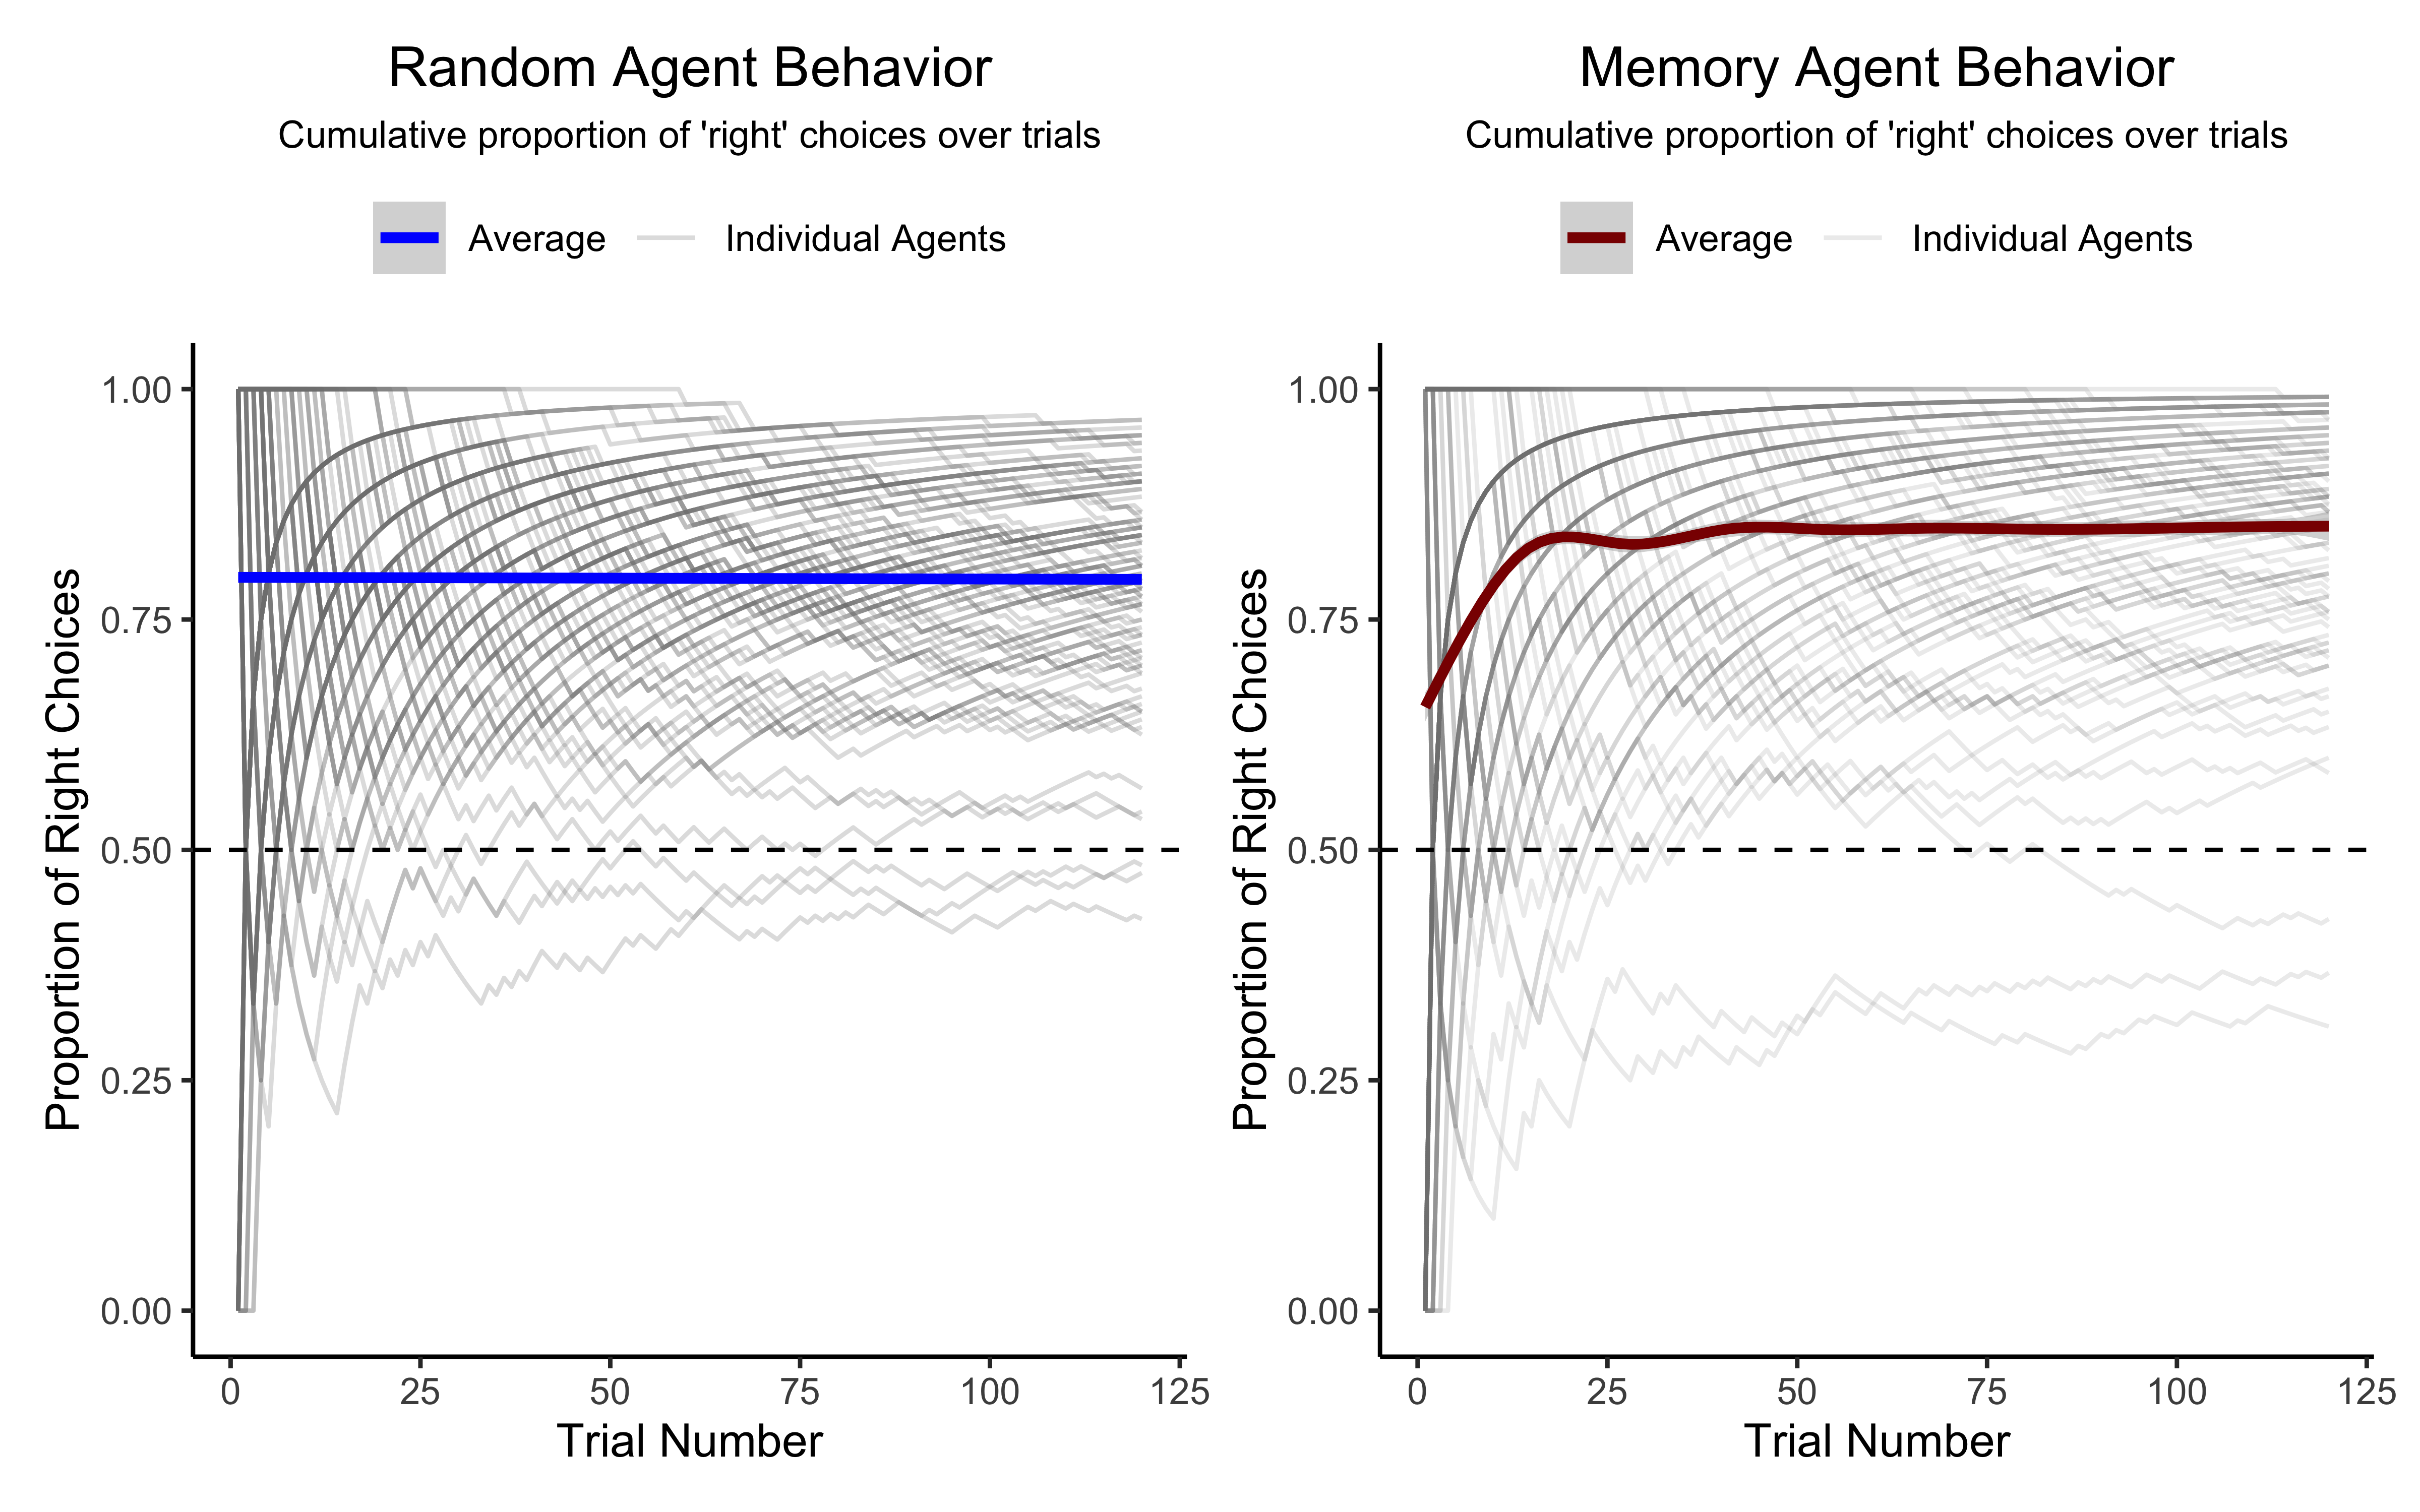 Random Agent Behavior
Cumulative proportion of 'right' choices over trials
Average Individual Agents
Proportion of Right Choices
1.00
0.75
0.50
0.25
0.00
0 25 50 75 100 125
Trial Number
Memory Agent Behavior
Cumulative proportion of 'right' choices over trials
Average Individual Agents
Proportion of Right Choices
1.00
0.75
0.50
0.25
0.00
0 25 50 75 100 125
Trial Number